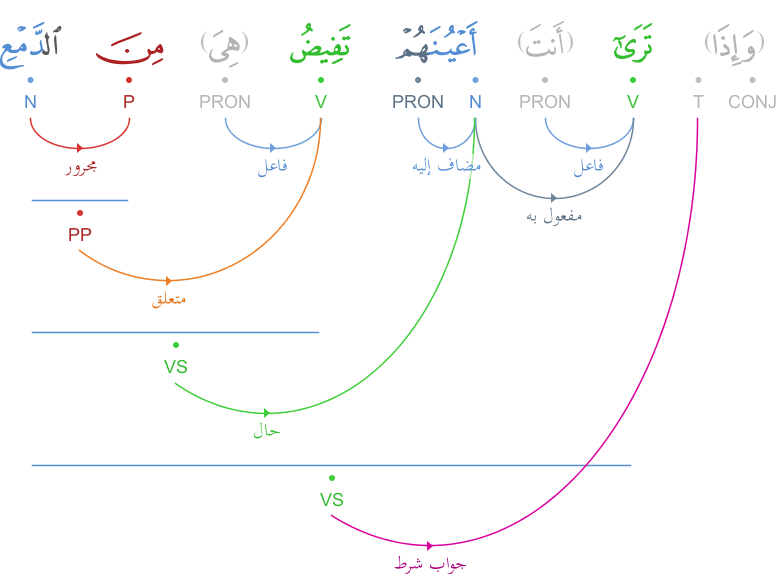 (وَإِذَا) تَرَىٰٓ (أَنتَ) أَعْيُنَهُمْ تَفِيضُ (هِىَ) مِنَ ٱلدَّمْعِ
CONJ T V PRON N PRON V PRON P N
فاعل مضاف إليه فاعل مجرور
مفعول به
PP
متعلق
VS
حال
VS
جواب شرط